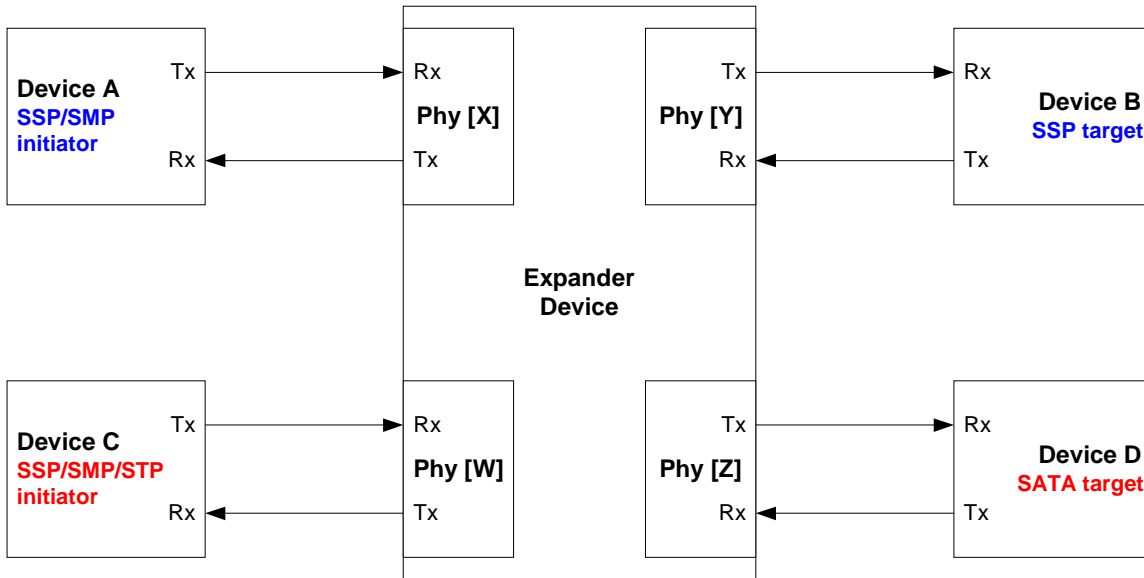 Device A
SSP/SMP
initiator
Tx
Rx
Rx
Phy [X]
Tx
Tx
Phy [Y]
Rx
Rx
Device B
SSP target
Tx
Expander
Device
Device C
SSP/SMP/STP
initiator
Tx
Rx
Rx
Phy [W]
Tx
Tx
Phy [Z]
Rx
Rx
Device D
SATA target
Tx